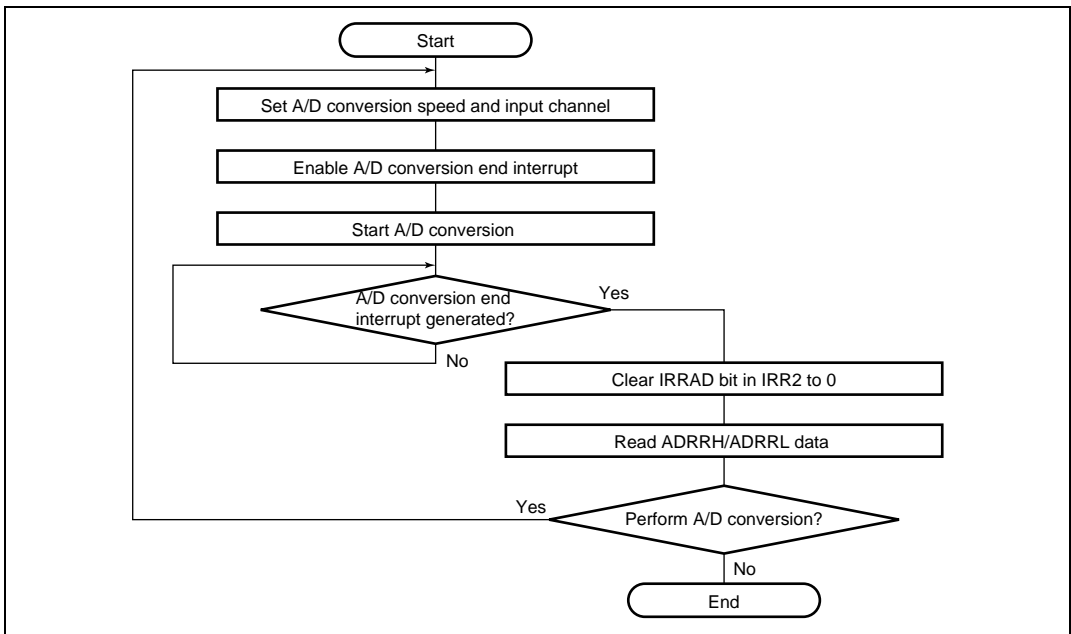 Start
Set A/D conversion speed and input channel
Enable A/D conversion end interrupt
Start A/D conversion
A/D conversion end
interrupt generated?
Yes
No
Clear IRRAD bit in IRR2 to 0
Read ADRRH/ADRRL data
Yes
Perform A/D conversion?
No
End